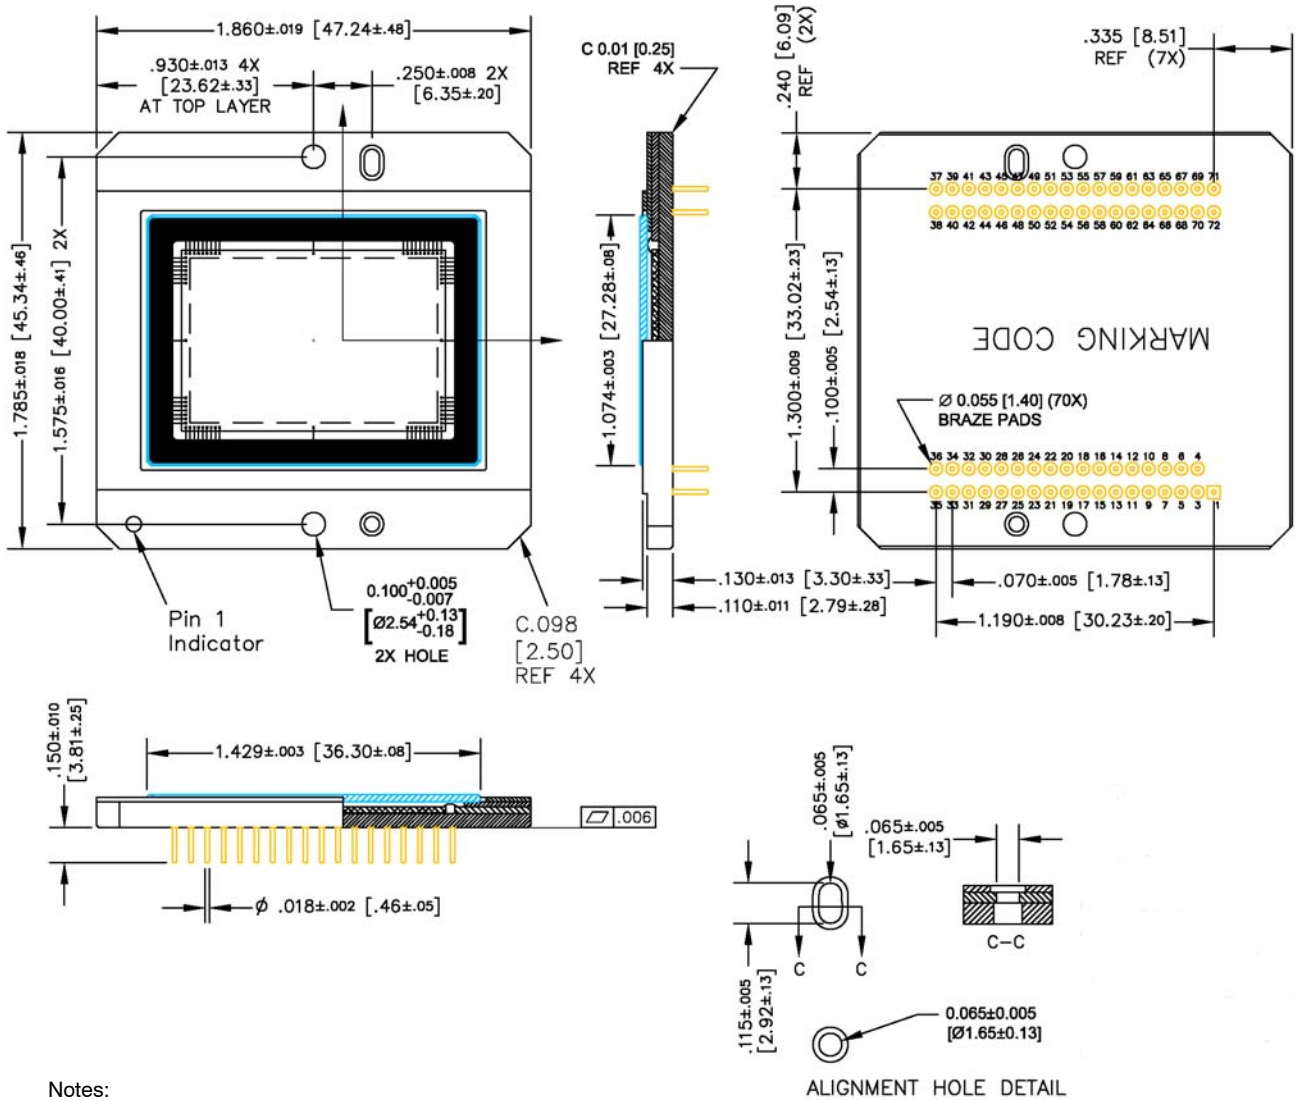 1.860±.019 [47.24±.48]
.930±.013 4X
[23.62±.33]
AT TOP LAYER
.250±.008 2X
[6.35±.20]
1.785±.018 [45.34±.46]
1.575±.016 [40.00±.41] 2X
Pin 1
Indicator
0.100+0.005
-0.007
[Ø2.54+0.13
-0.18]
2X HOLE
C.098
[2.50]
REF 4X
C 0.01 [0.25]
REF 4X
1.074±.003 [27.28±.08]
.130±.013 [3.30±.33]
.110±.011 [2.79±.28]
.240 [6.09]
REF (2X)
.335 [8.51]
REF (7X)
1.300±.009 [33.02±.23]
.100±.005 [2.54±.13]
37 39 41 43 45 47 49 51 53 55 57 59 61 63 65 67 69 71
38 40 42 44 46 48 50 52 54 56 58 60 62 64 66 68 70 72
MARKING CODE
Ø 0.055 [1.40] (70X)
BRAZE PADS
36 34 32 30 28 26 24 22 20 18 16 14 12 10 8 6 4
35 33 31 29 27 25 23 21 19 17 15 13 11 9 7 5 3 1
.070±.005 [1.78±.13]
1.190±.008 [30.23±.20]
.150±.010
[3.81±.25]
1.429±.003 [36.30±.08]
.006
ϕ .018±.002 [.46±.05]
.065±.005
[Ø1.65±.13]
.065±.005
[1.65±.13]
C C
C-C
.115±.005
[2.92±.13]
0.065±0.005
[Ø1.65±0.13]
ALIGNMENT HOLE DETAIL
Notes: